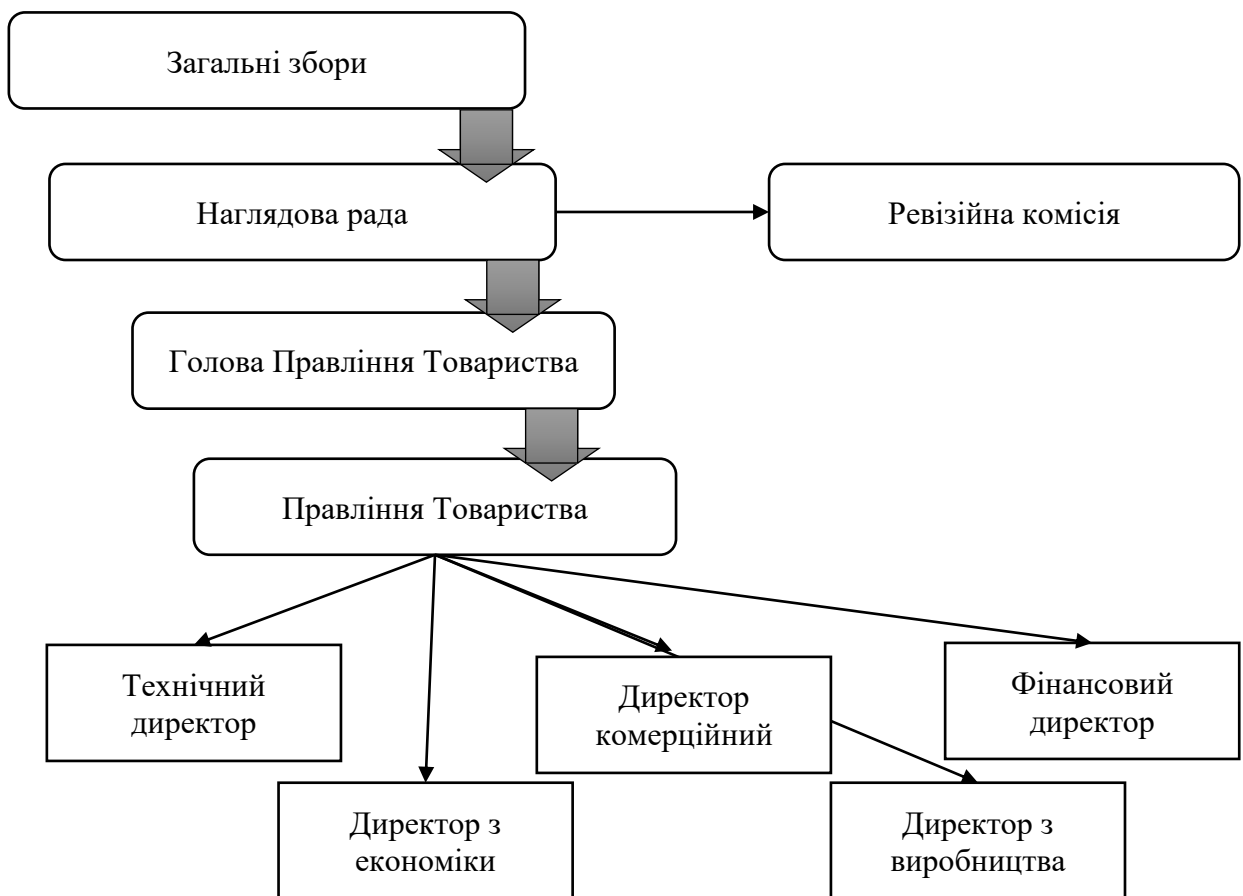 Загальні збори
Наглядова рада
Ревізійна комісія
Голова Правління Товариства
Правління Товариства
Технічний
директор
Директор
комерційний
Фінансовий
директор
Директор з
економіки
Директор з
виробництва